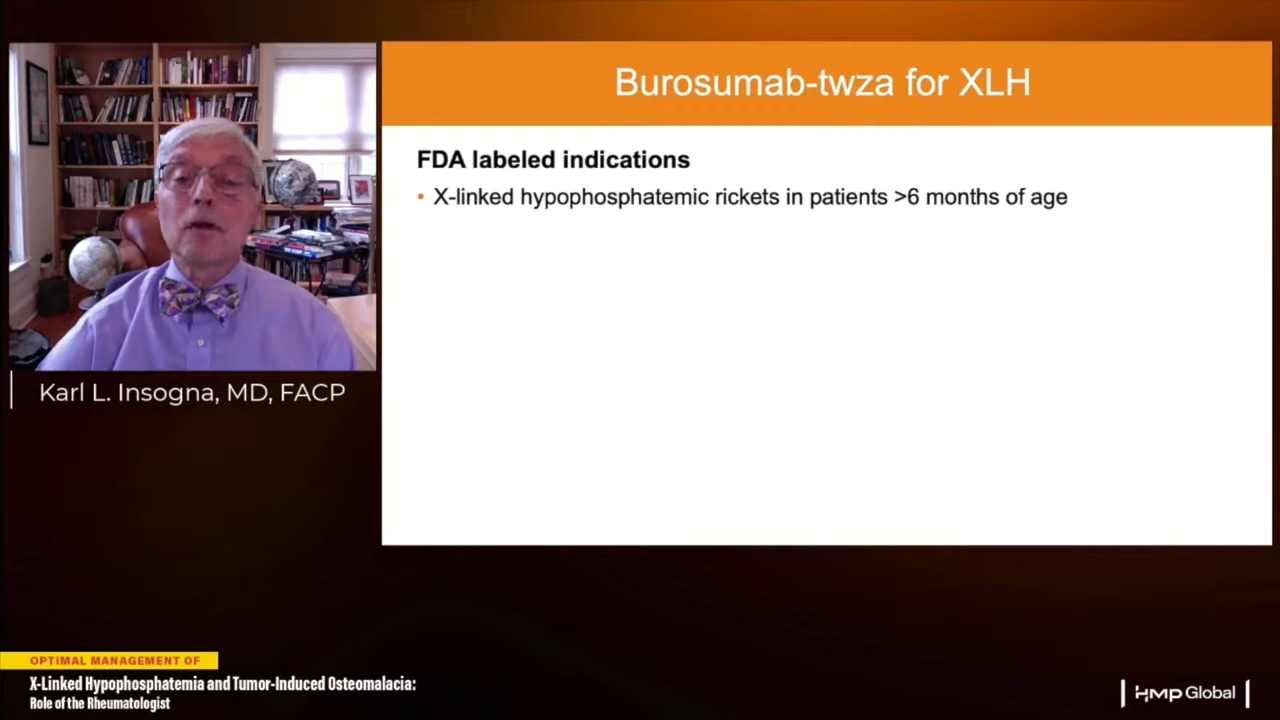 Burosumab-twza for XLH
FDA labeled indications
• X-linked hypophosphatemic rickets in patients >6 months of age
Karl L. Insogna, MD, FACP
OPTIMAL MANAGEMENT OF
X-Linked Hypophosphatemia and Tumor-Induced Osteomalacia:
Role of the Rheumatologist
HMP Global